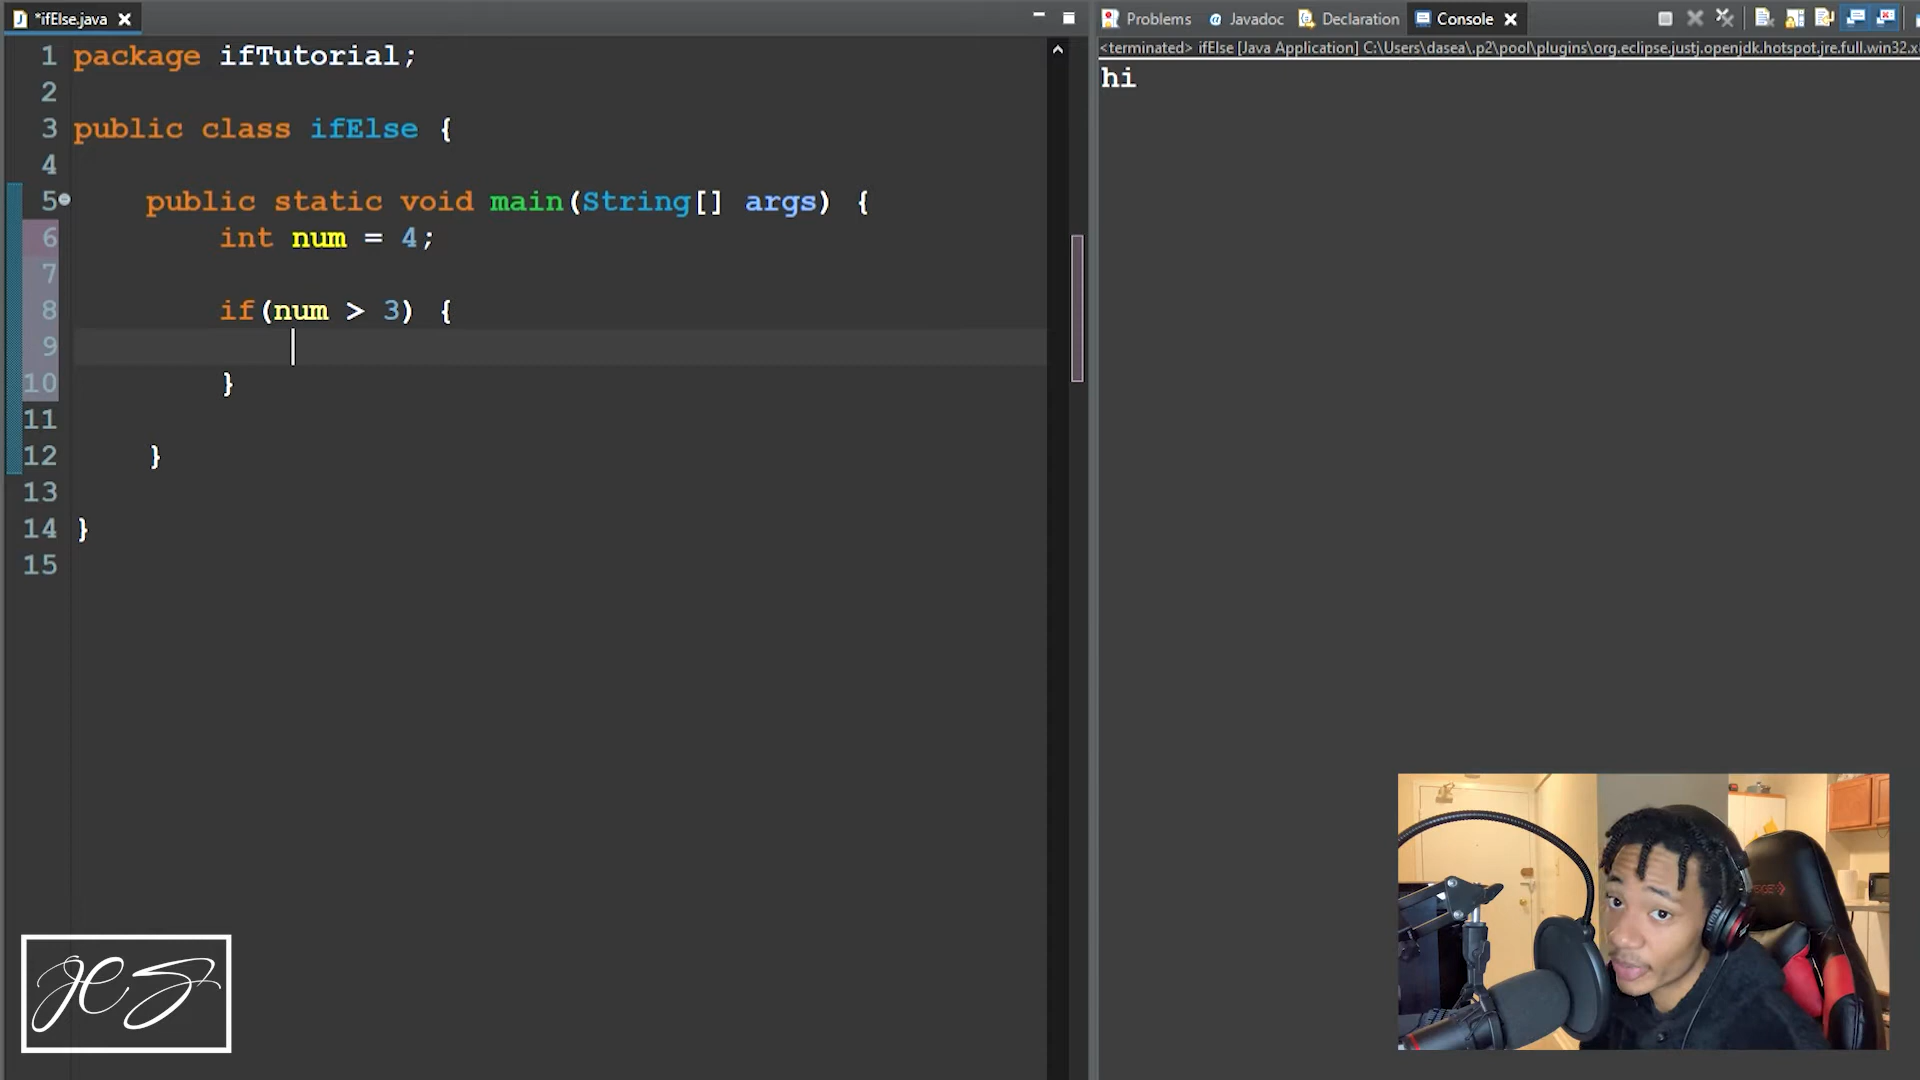 *ifElse.java
1 package ifTutorial;
2
3 public class ifElse {
4
5 public static void main(String[] args) {
6 int num = 4;
7
8 if(num > 3) {
9
10 }
11
12 }
13
14 }
15
Problems Javadoc Declaration Console
<terminated> ifElse [Java Application] C:\Users\dasea\.p2\pool\plugins\org.eclipse.justj.openjdk.hotspot.jre.full.win32.x
hi